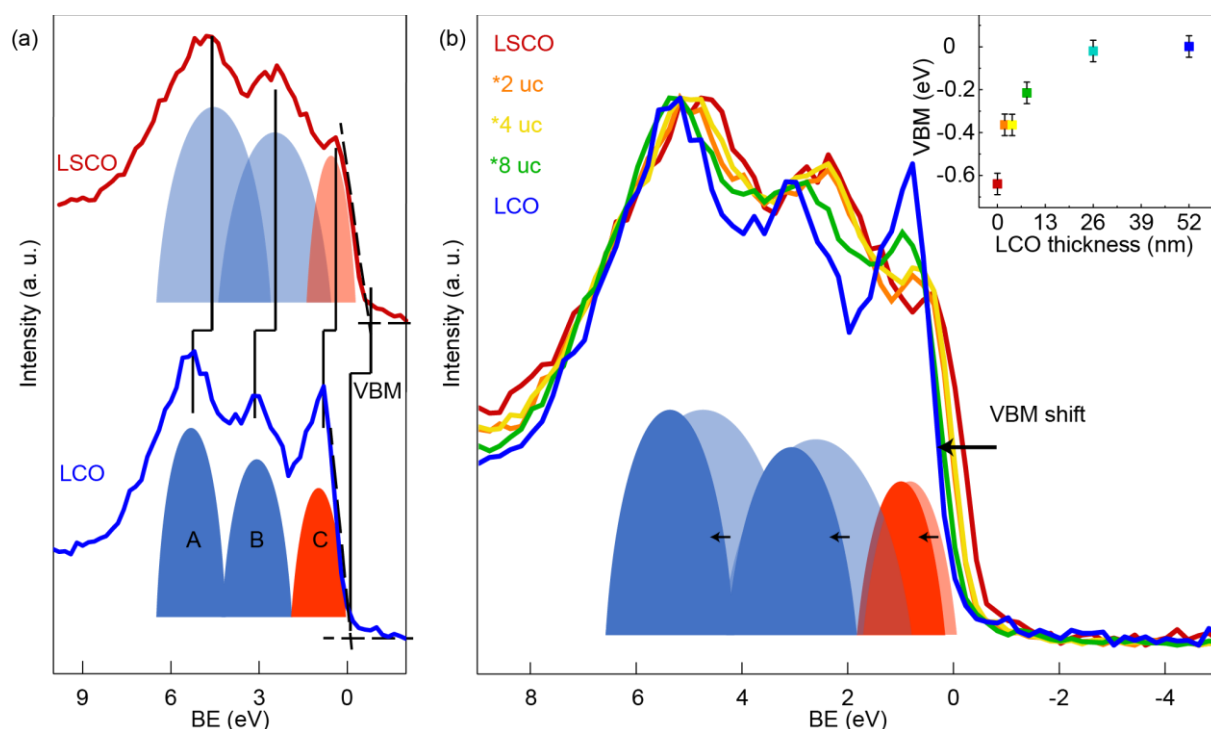 (a)
LSCO
LCO
A
B
C
VBM
Intensity (a. u.)
9
6
3
0
BE (eV)
(b)
LSCO
*2 uc
*4 uc
*8 uc
LCO
VBM shift
Intensity (a. u.)
8
6
4
2
0
-2
-4
BE (eV)
VBM (eV)
0
-0.2
-0.4
-0.6
0
13
26
39
52
LCO thickness (nm)